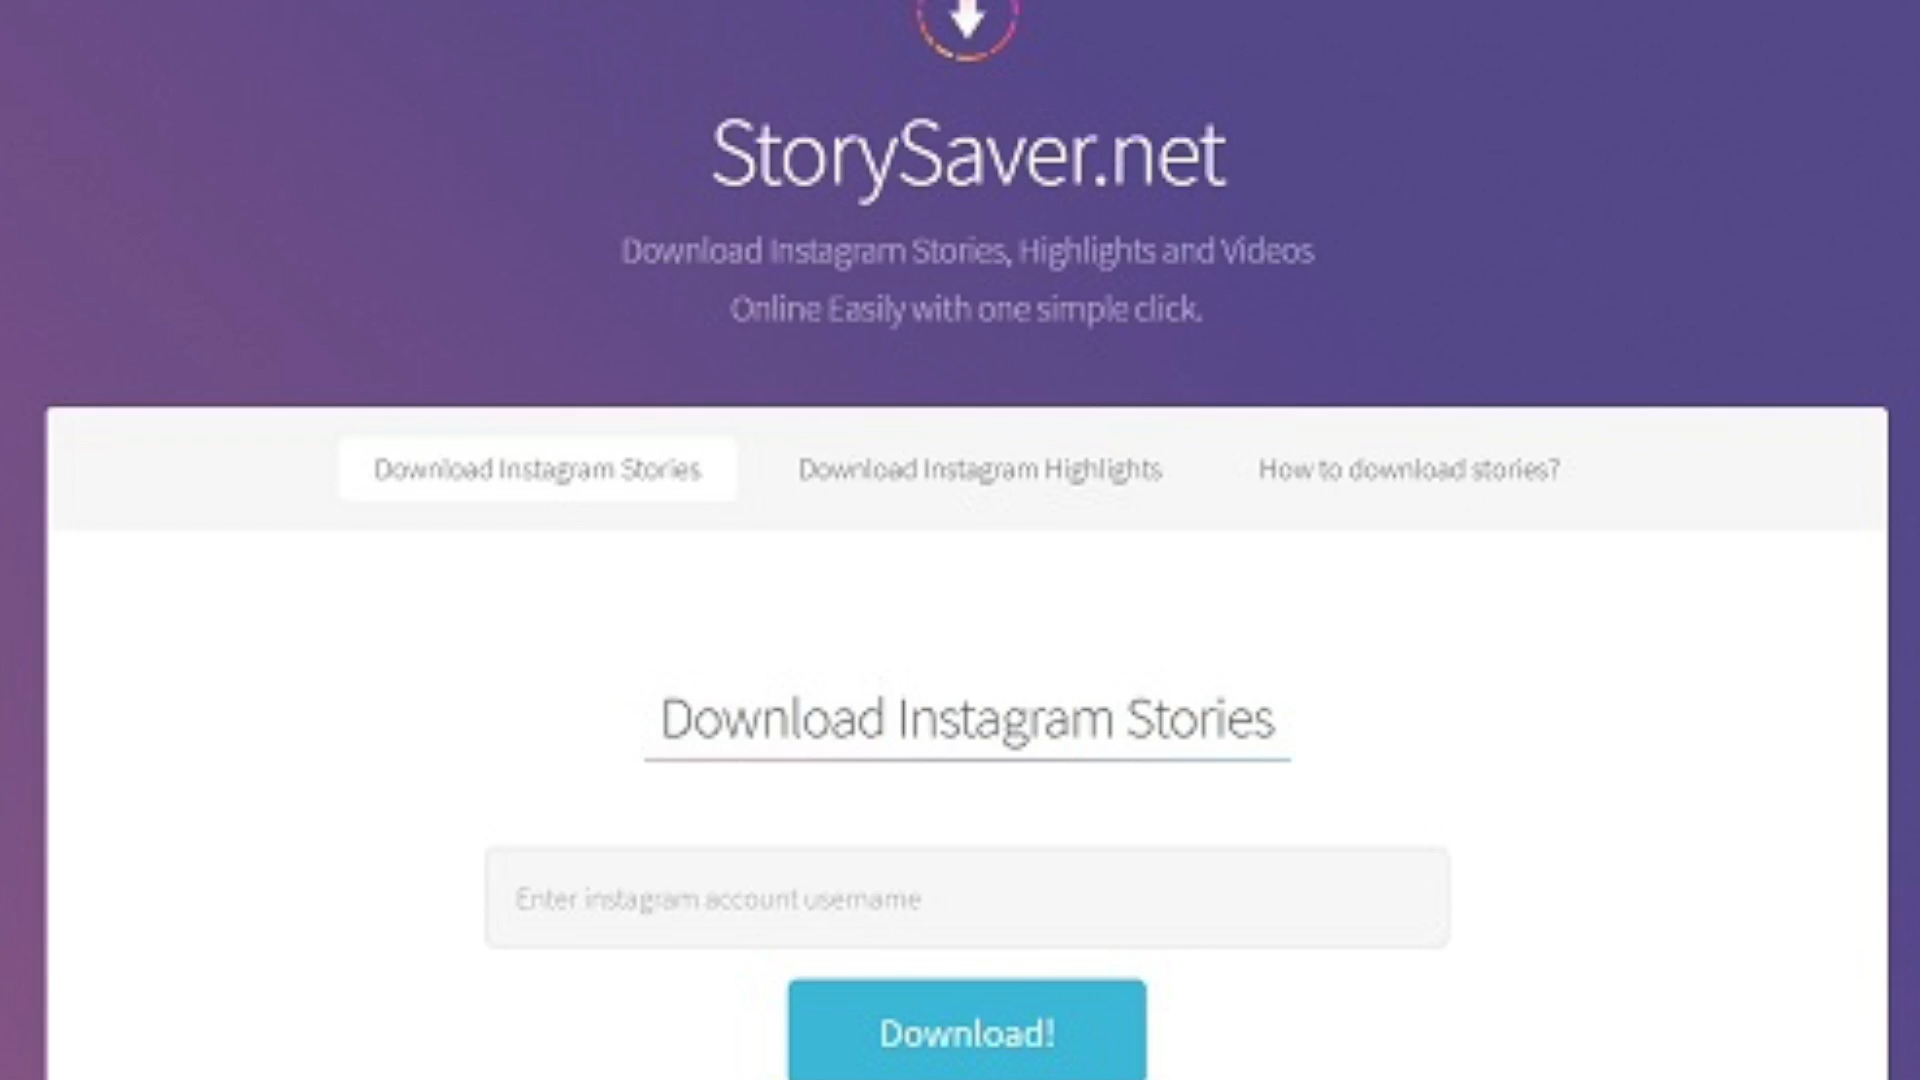 StorySaver.net
Download Instagram Stories, Highlights and Videos
Online Easily with one simple click.
Download Instagram Stories
Download Instagram Highlights
How to download stories?
Download Instagram Stories
Enter instagram account username
Download!